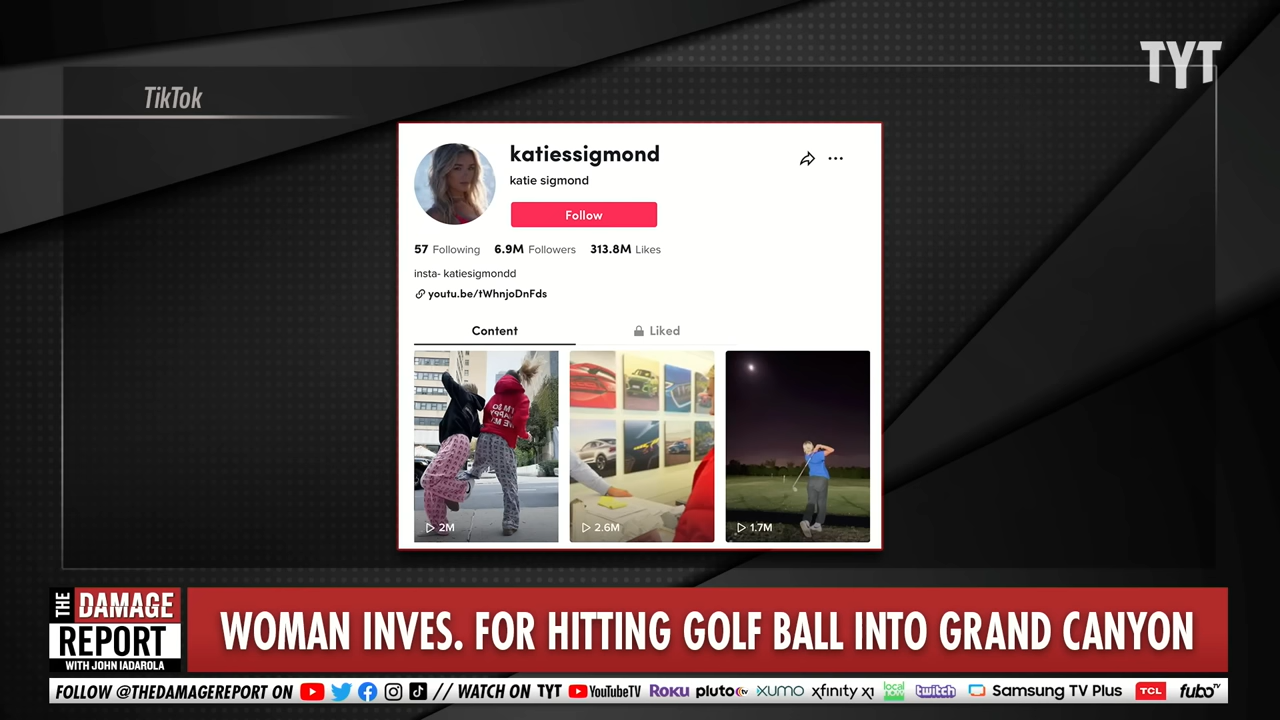 TYT
TikTok
katiessigmond
katie sigmond
Follow
57 Following 6.9M Followers 313.8M Likes
insta- katiesigmondd
youtu.be/tWhnjoDnFds
Content Liked
2M 2.6M 1.7M
THE DAMAGE REPORT
WITH JOHN IADAROLA
WOMAN INVES. FOR HITTING GOLF BALL INTO GRAND CANYON
FOLLOW @THEDAMAGEREPORT ON // WATCH ON TYT YouTubeTV Roku pluto tv XUMO xfinity x1 local now twitch Samsung TV Plus TCL fubo TV